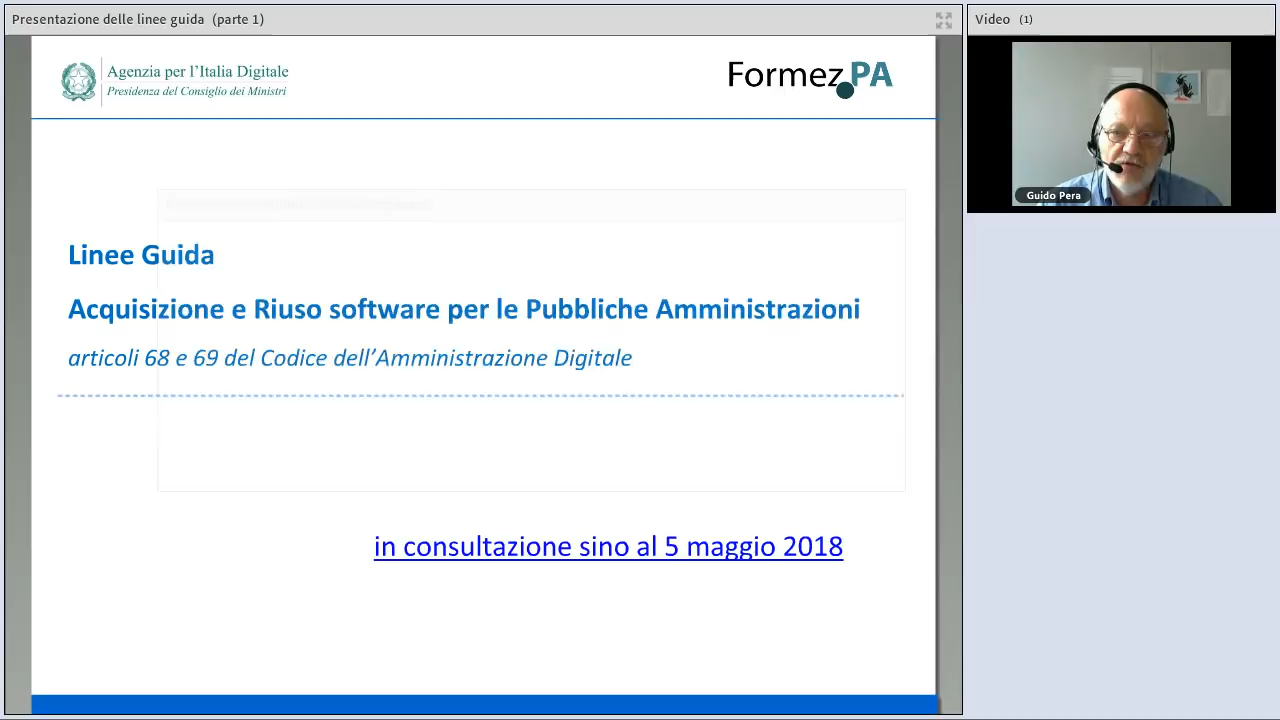 Presentazione delle linee guida (parte 1)
Video (1)
Agenzia per l'Italia Digitale
Presidenza del Consiglio dei Ministri
Formez PA
Guido Pera
Linee Guida
Acquisizione e Riuso software per le Pubbliche Amministrazioni
articoli 68 e 69 del Codice dell'Amministrazione Digitale
in consultazione sino al 5 maggio 2018